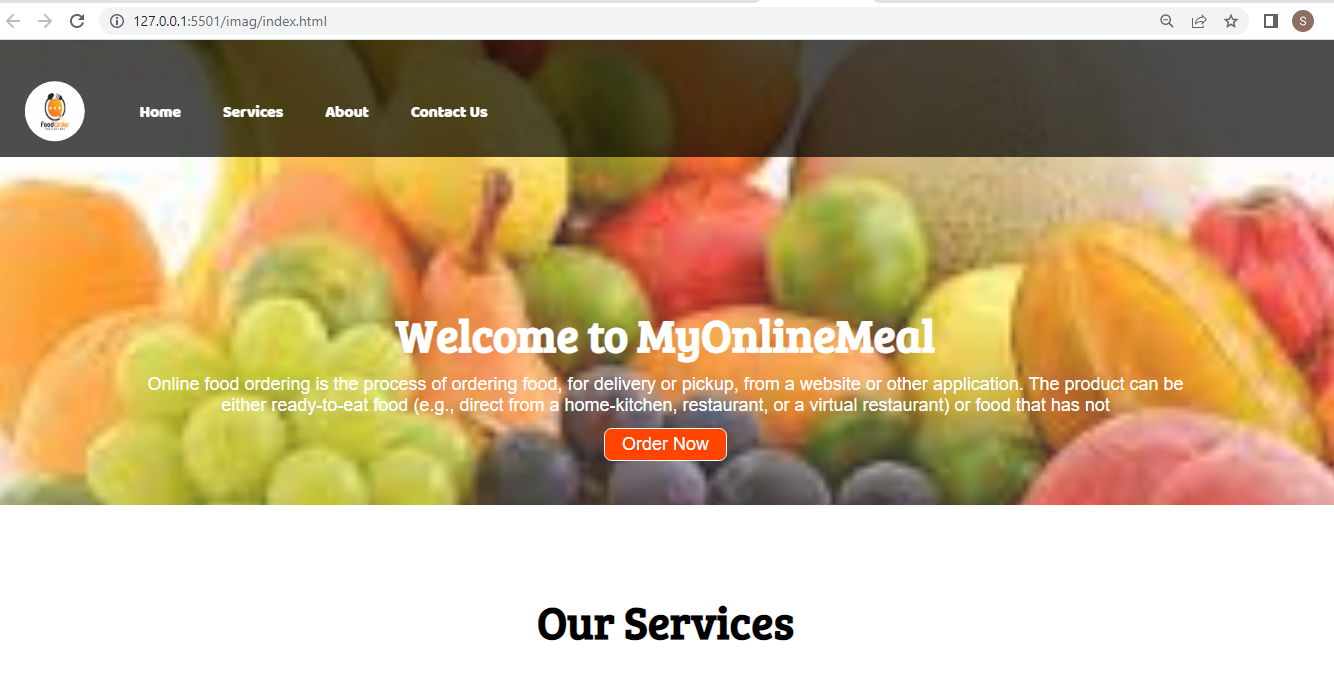 127.0.0.1:5501/imag/index.html
S
FoodOrder
Home Services About Contact Us
Welcome to MyOnlineMeal
Online food ordering is the process of ordering food, for delivery or pickup, from a website or other application. The product can be
either ready-to-eat food (e.g., direct from a home-kitchen, restaurant, or a virtual restaurant) or food that has not
Order Now
Our Services